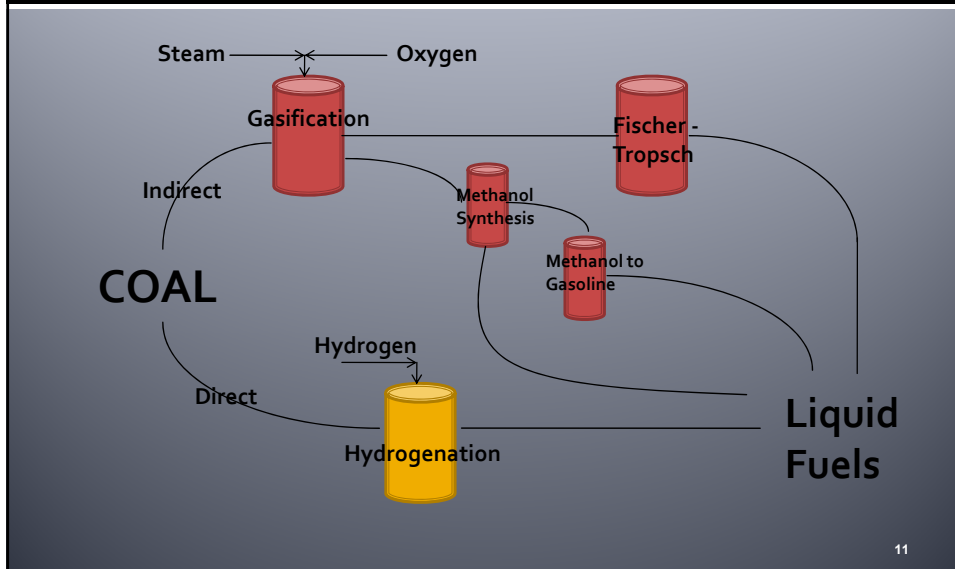 Steam
Oxygen
Gasification
Fischer -
Tropsch
Indirect
Methanol
Synthesis
Methanol to
Gasoline
COAL
Hydrogen
Direct
Liquid
Fuels
Hydrogenation
11